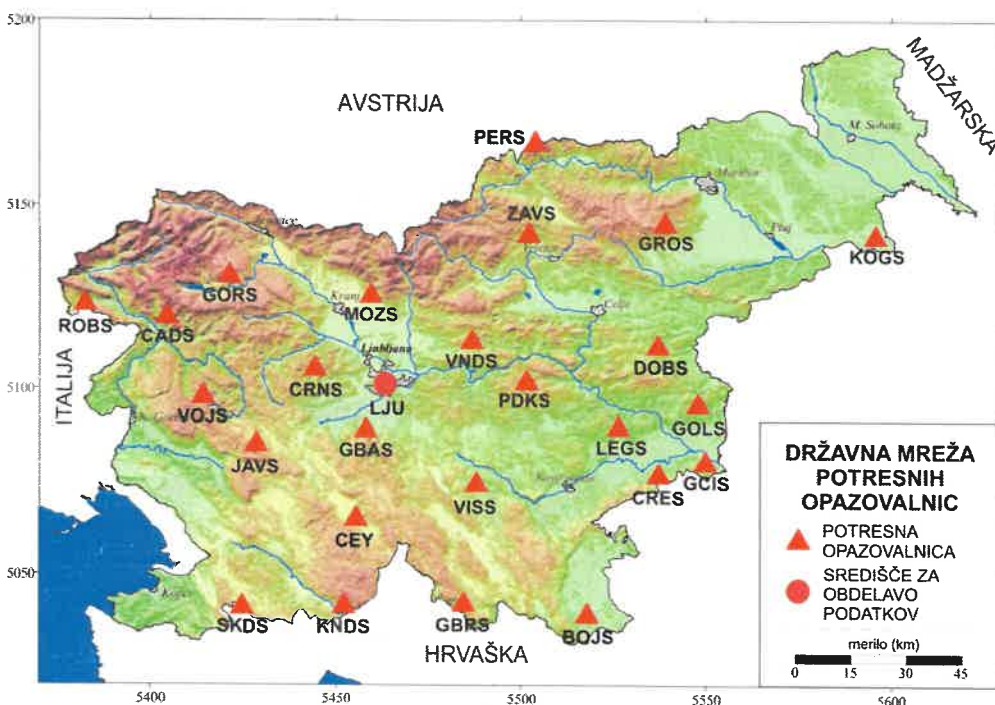 5200
5150
5100
5050
5400
5450
5500
5550
5600
AVSTRIJA
MADŽARSKA
ITALIJA
HRVAŠKA
PERS
ZAVS
GROS
KOGS
M. Sobota
Maribor
Ptuj
GORS
ROBS
CADS
Kranj
MOZS
Celje
Ljubljana
VNDS
DOBS
CRNS
LJU
PDKS
VOJS
GOLS
JAVS
GBAS
LEGS
GCIS
CRES
VISS
CEY
Koper
SKDS
KNDS
GBRS
BOJS
DRŽAVNA MREŽA
POTRESNIH
OPAZOVALNIC
POTRESNA
OPAZOVALNICA
SREDIŠČE ZA
OBDELAVO
PODATKOV
merilo (km)
0 15 30 45